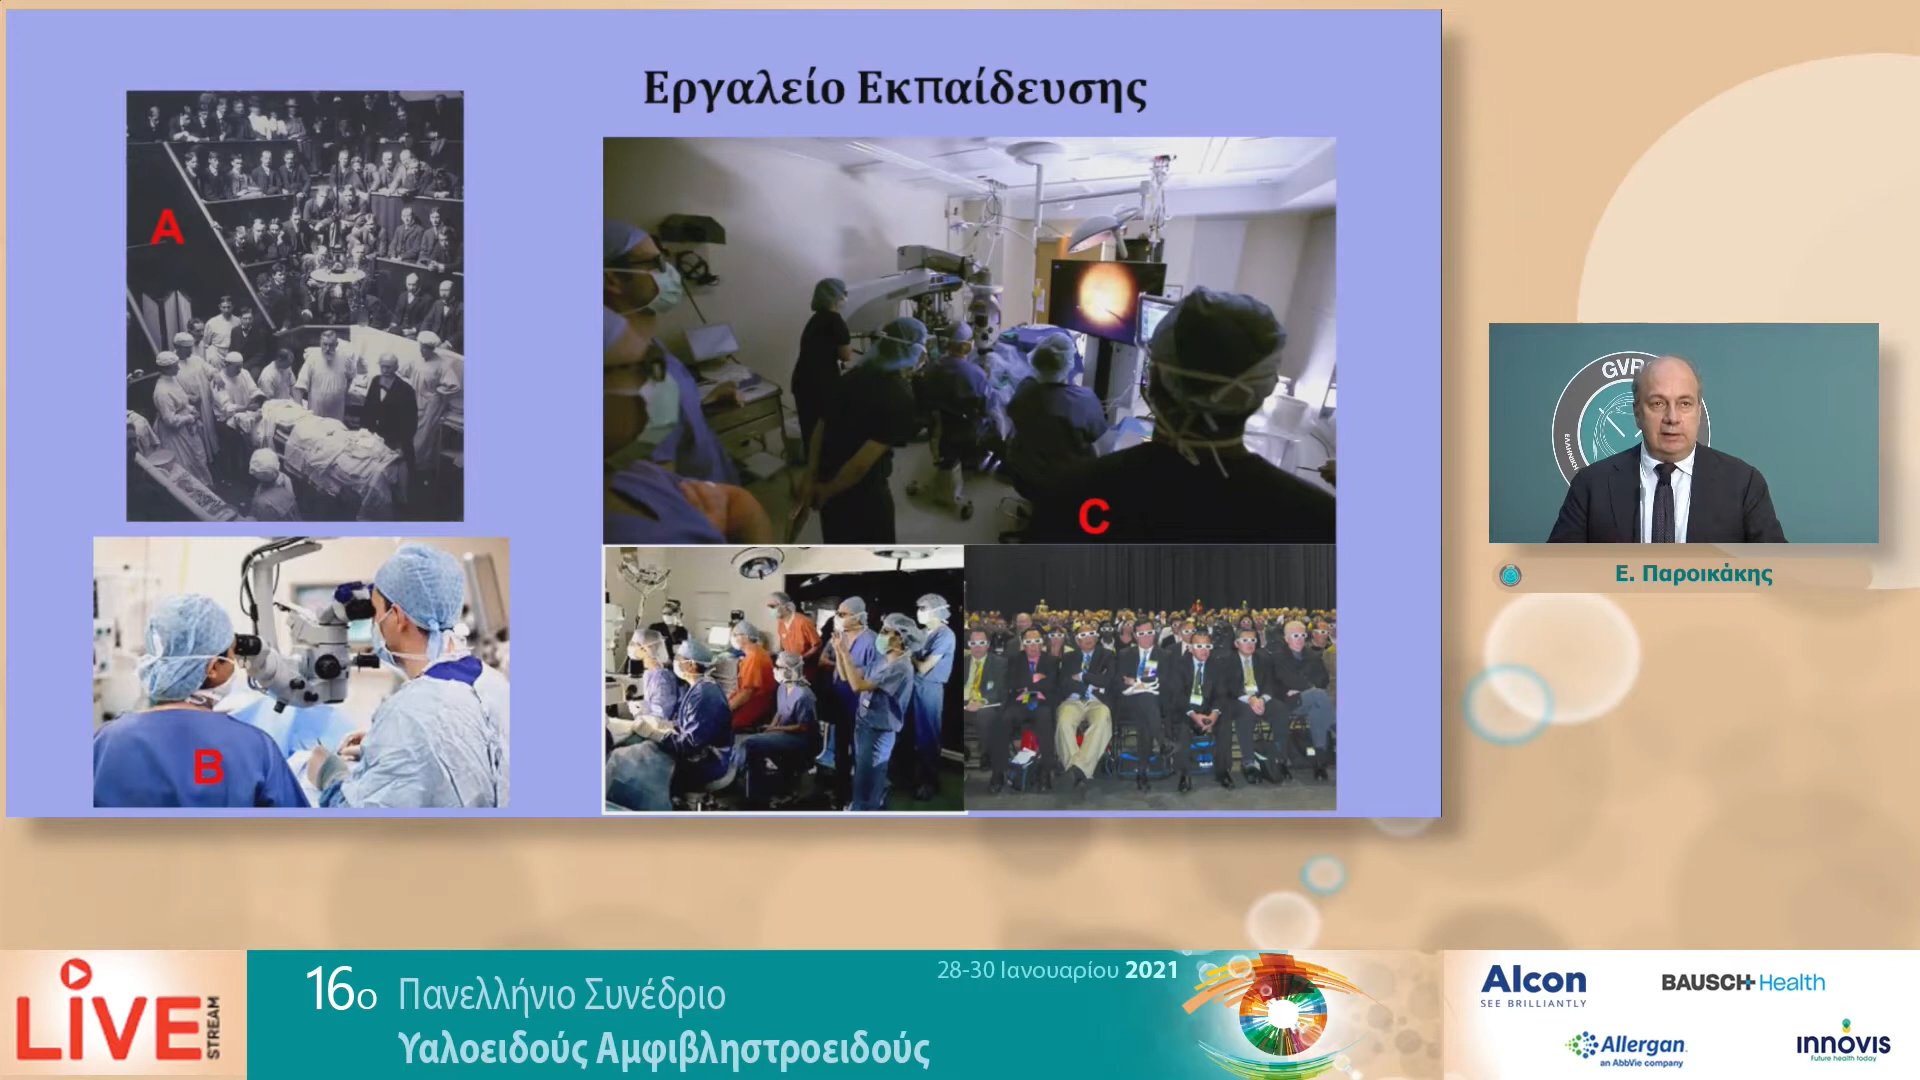 Εργαλείο Εκπαίδευσης
A
B
C
GVR
ΕΛΛΗΝΙΚΗ
Ε. Παροικάκης
LIVE
STREAM
16ο Πανελλήνιο Συνέδριο
Υαλοειδούς Αμφιβληστροειδούς
28-30 Ιανουαρίου 2021
Alcon
SEE BRILLIANTLY
BAUSCH+Health
Allergan
an AbbVie company
innovis
Future health today